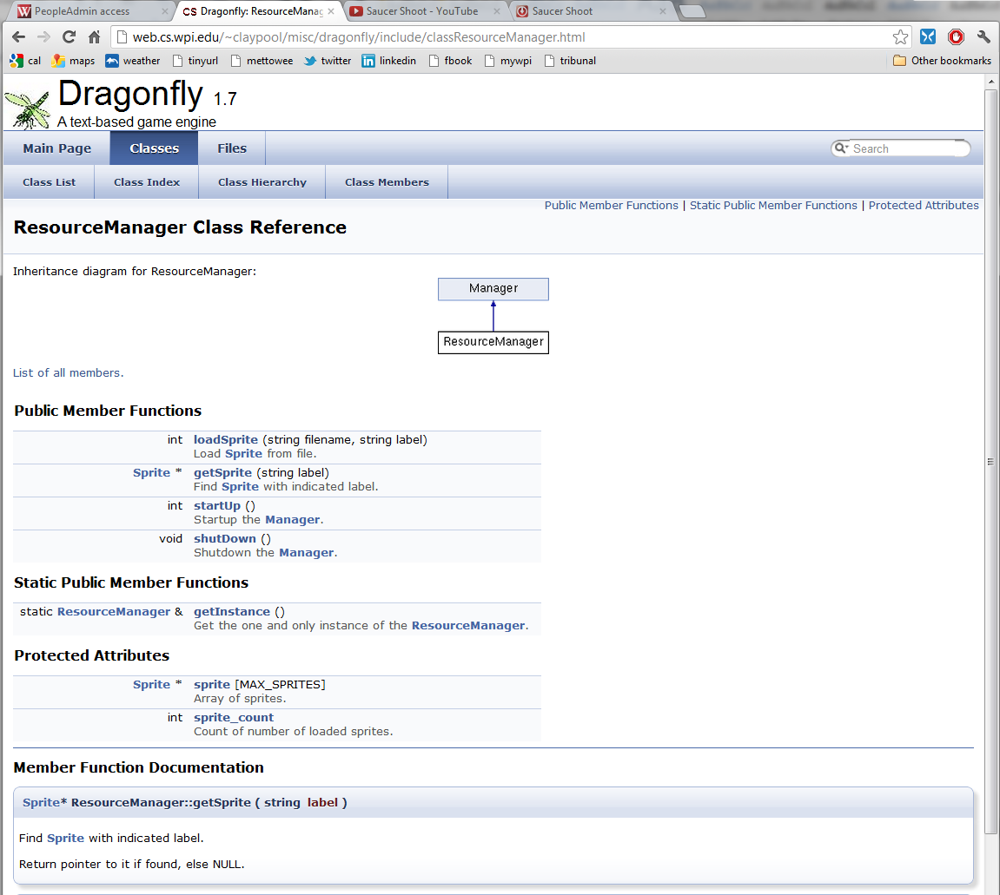 PeopleAdmin access
CS Dragonfly: ResourceManag
Saucer Shoot - YouTube
Saucer Shoot
web.cs.wpi.edu/~claypool/misc/dragonfly/include/classResourceManager.html
cal maps weather tinyurl mettowee twitter linkedin fbook mywpi tribunal Other bookmarks
Dragonfly 1.7
A text-based game engine
Main Page Classes Files Search
Class List Class Index Class Hierarchy Class Members
Public Member Functions | Static Public Member Functions | Protected Attributes
ResourceManager Class Reference
Inheritance diagram for ResourceManager:
Manager
ResourceManager
List of all members.
Public Member Functions
int loadSprite (string filename, string label)
Load Sprite from file.
Sprite * getSprite (string label)
Find Sprite with indicated label.
int startUp ()
Startup the Manager.
void shutDown ()
Shutdown the Manager.
Static Public Member Functions
static ResourceManager & getInstance ()
Get the one and only instance of the ResourceManager.
Protected Attributes
Sprite * sprite [MAX_SPRITES]
Array of sprites.
int sprite_count
Count of number of loaded sprites.
Member Function Documentation
Sprite* ResourceManager::getSprite ( string label )
Find Sprite with indicated label.
Return pointer to it if found, else NULL.